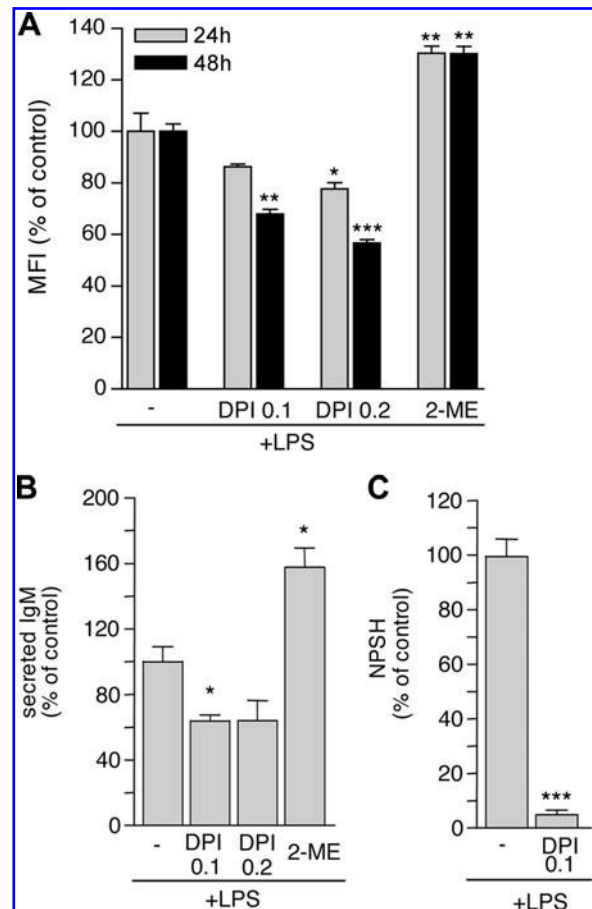 A
24h
48h
MFI (% of control)
140
120
100
80
60
40
20
0
** **
**
*
***
- DPI 0.1 DPI 0.2 2-ME
+LPS
B
secreted IgM
(% of control)
200
160
120
80
40
0
*
*
- DPI 0.1 DPI 0.2 2-ME
+LPS
C
NPSH
(% of control)
120
100
80
60
40
20
0
***
- DPI 0.1
+LPS